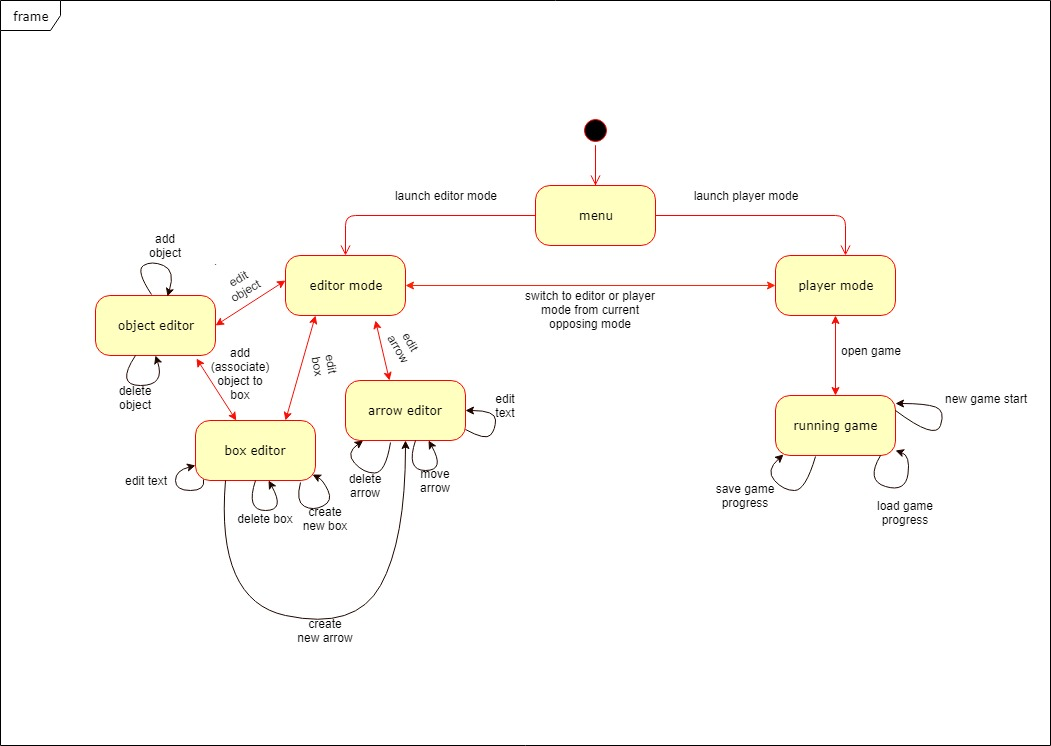 frame
launch editor mode
launch player mode
menu
add
object
edit
object
editor mode
player mode
switch to editor or player
mode from current
opposing mode
object editor
add
(associate)
object to
box
edit
box
edit
arrow
open game
delete
object
arrow editor
edit
text
new game start
running game
box editor
edit text
delete
arrow
move
arrow
save game
progress
load game
progress
delete box
create
new box
create
new arrow